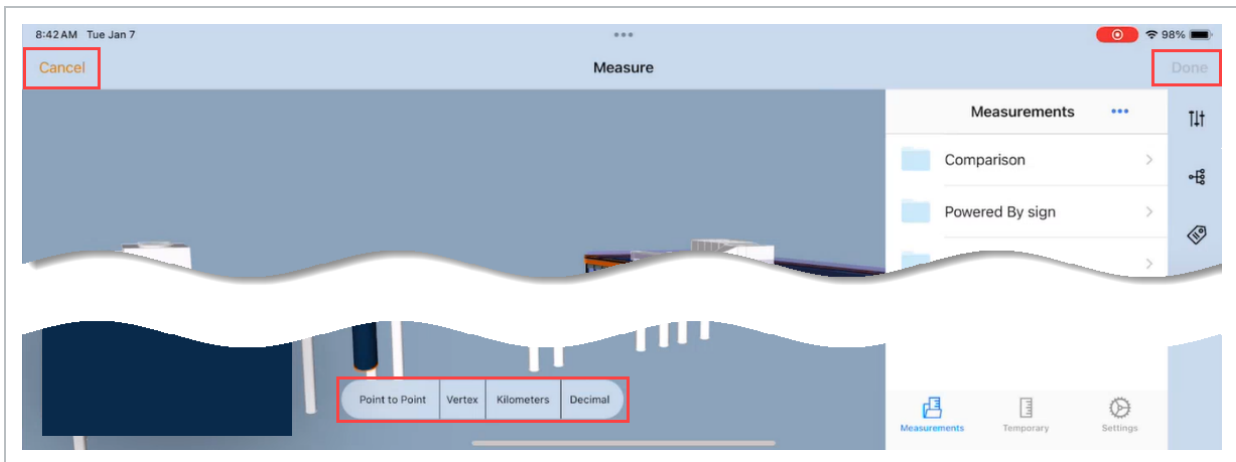 8:42 AM Tue Jan 7
98%
Cancel
Measure
Done
Measurements
Comparison
Powered By sign
Point to Point Vertex Kilometers Decimal
Measurements Temporary Settings